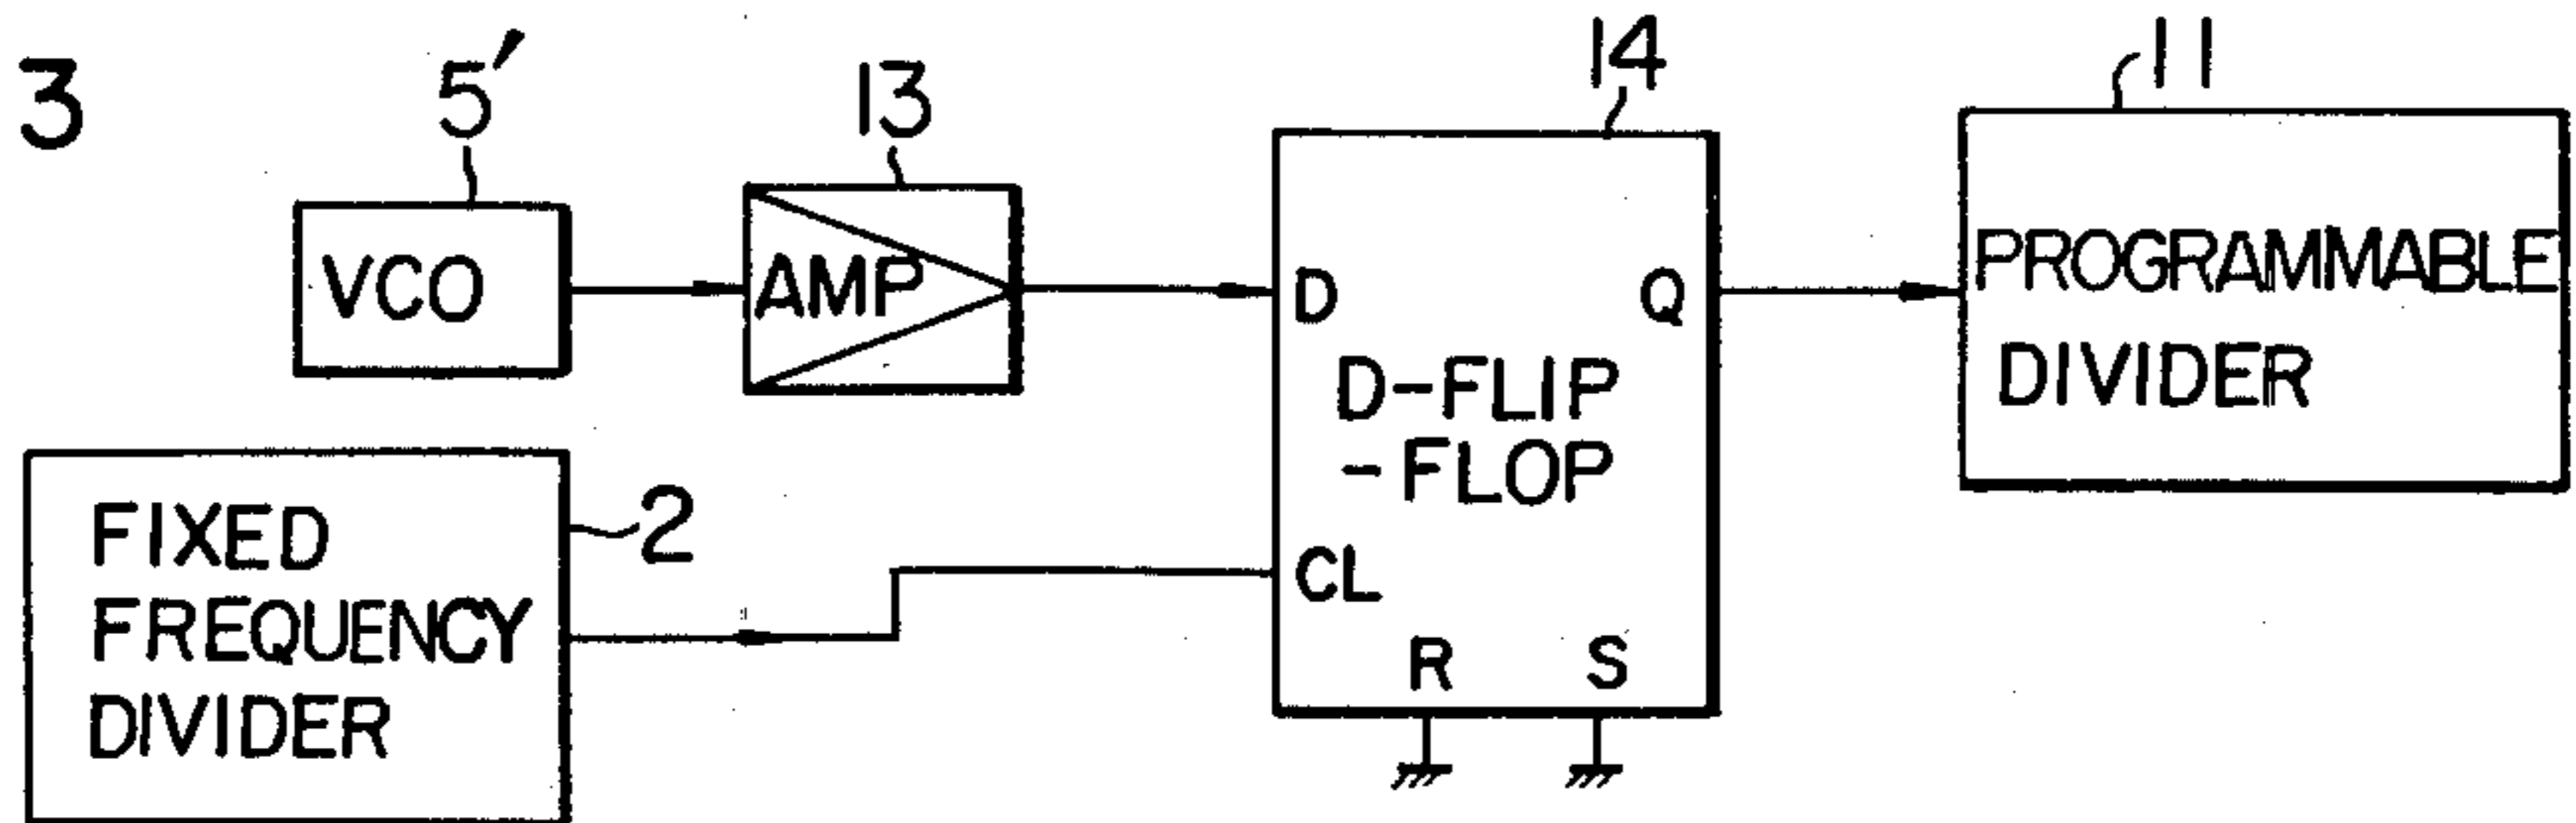 3
5'
13
14
11
VCO
AMP
D
Q
D-FLIP
-FLOP
CL
R
S
PROGRAMMABLE
DIVIDER
FIXED
FREQUENCY
DIVIDER
2